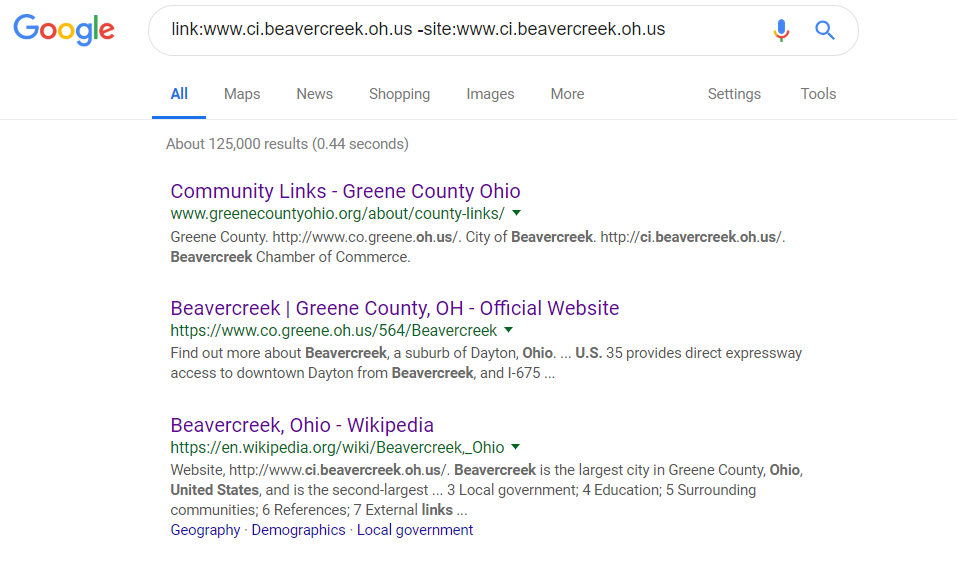 Google
link:www.ci.beavercreek.oh.us -site:www.ci.beavercreek.oh.us
All Maps News Shopping Images More Settings Tools
About 125,000 results (0.44 seconds)
Community Links - Greene County Ohio
www.greenecountyohio.org/about/county-links/
Greene County. http://www.co.greene.oh.us/. City of Beavercreek. http://ci.beavercreek.oh.us/.
Beavercreek Chamber of Commerce.
Beavercreek | Greene County, OH - Official Website
https://www.co.greene.oh.us/564/Beavercreek
Find out more about Beavercreek, a suburb of Dayton, Ohio. ... U.S. 35 provides direct expressway
access to downtown Dayton from Beavercreek, and I-675 ...
Beavercreek, Ohio - Wikipedia
https://en.wikipedia.org/wiki/Beavercreek,_Ohio
Website, http://www.ci.beavercreek.oh.us/. Beavercreek is the largest city in Greene County, Ohio,
United States, and is the second-largest ... 3 Local government; 4 Education; 5 Surrounding
communities; 6 References; 7 External links ...
Geography · Demographics · Local government